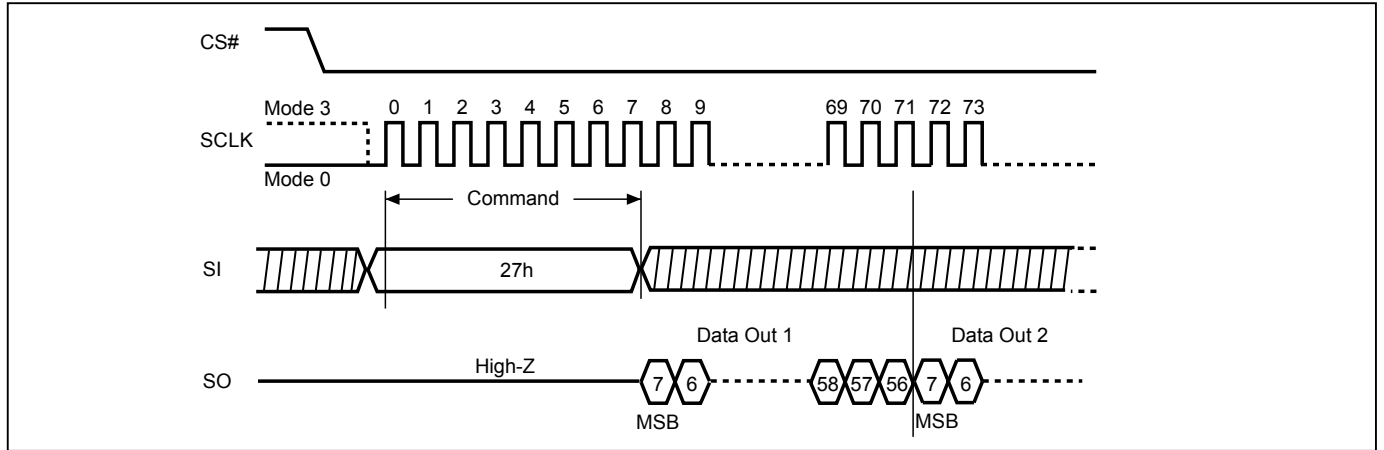 CS#
Mode 3 0 1 2 3 4 5 6 7 8 9 69 70 71 72 73
SCLK
Mode 0
Command
SI 27h
Data Out 1 Data Out 2
SO High-Z 7 6 58 57 56 7 6
MSB MSB